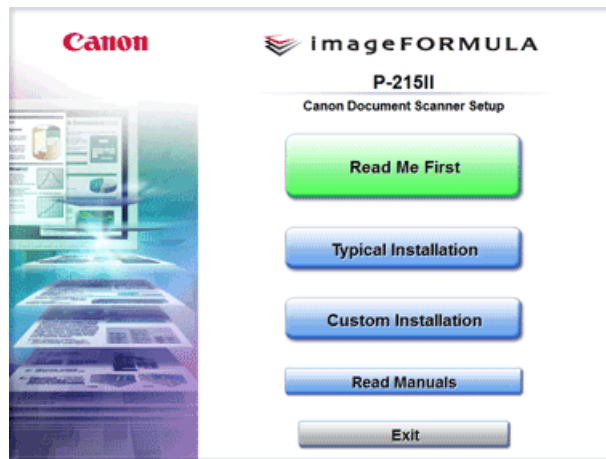 Canon
imageFORMULA
P-215II
Canon Document Scanner Setup
Read Me First
Typical Installation
Custom Installation
Read Manuals
Exit